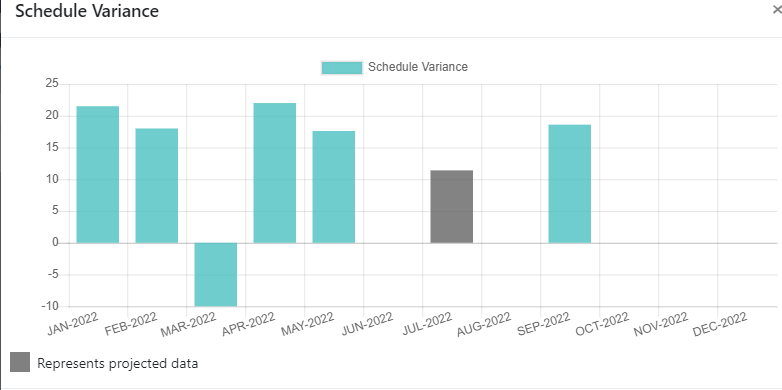 Schedule Variance
×
Schedule Variance
25
20
15
10
5
0
-5
-10
JAN-2022 FEB-2022 MAR-2022 APR-2022 MAY-2022 JUN-2022 JUL-2022 AUG-2022 SEP-2022 OCT-2022 NOV-2022 DEC-2022
Represents projected data